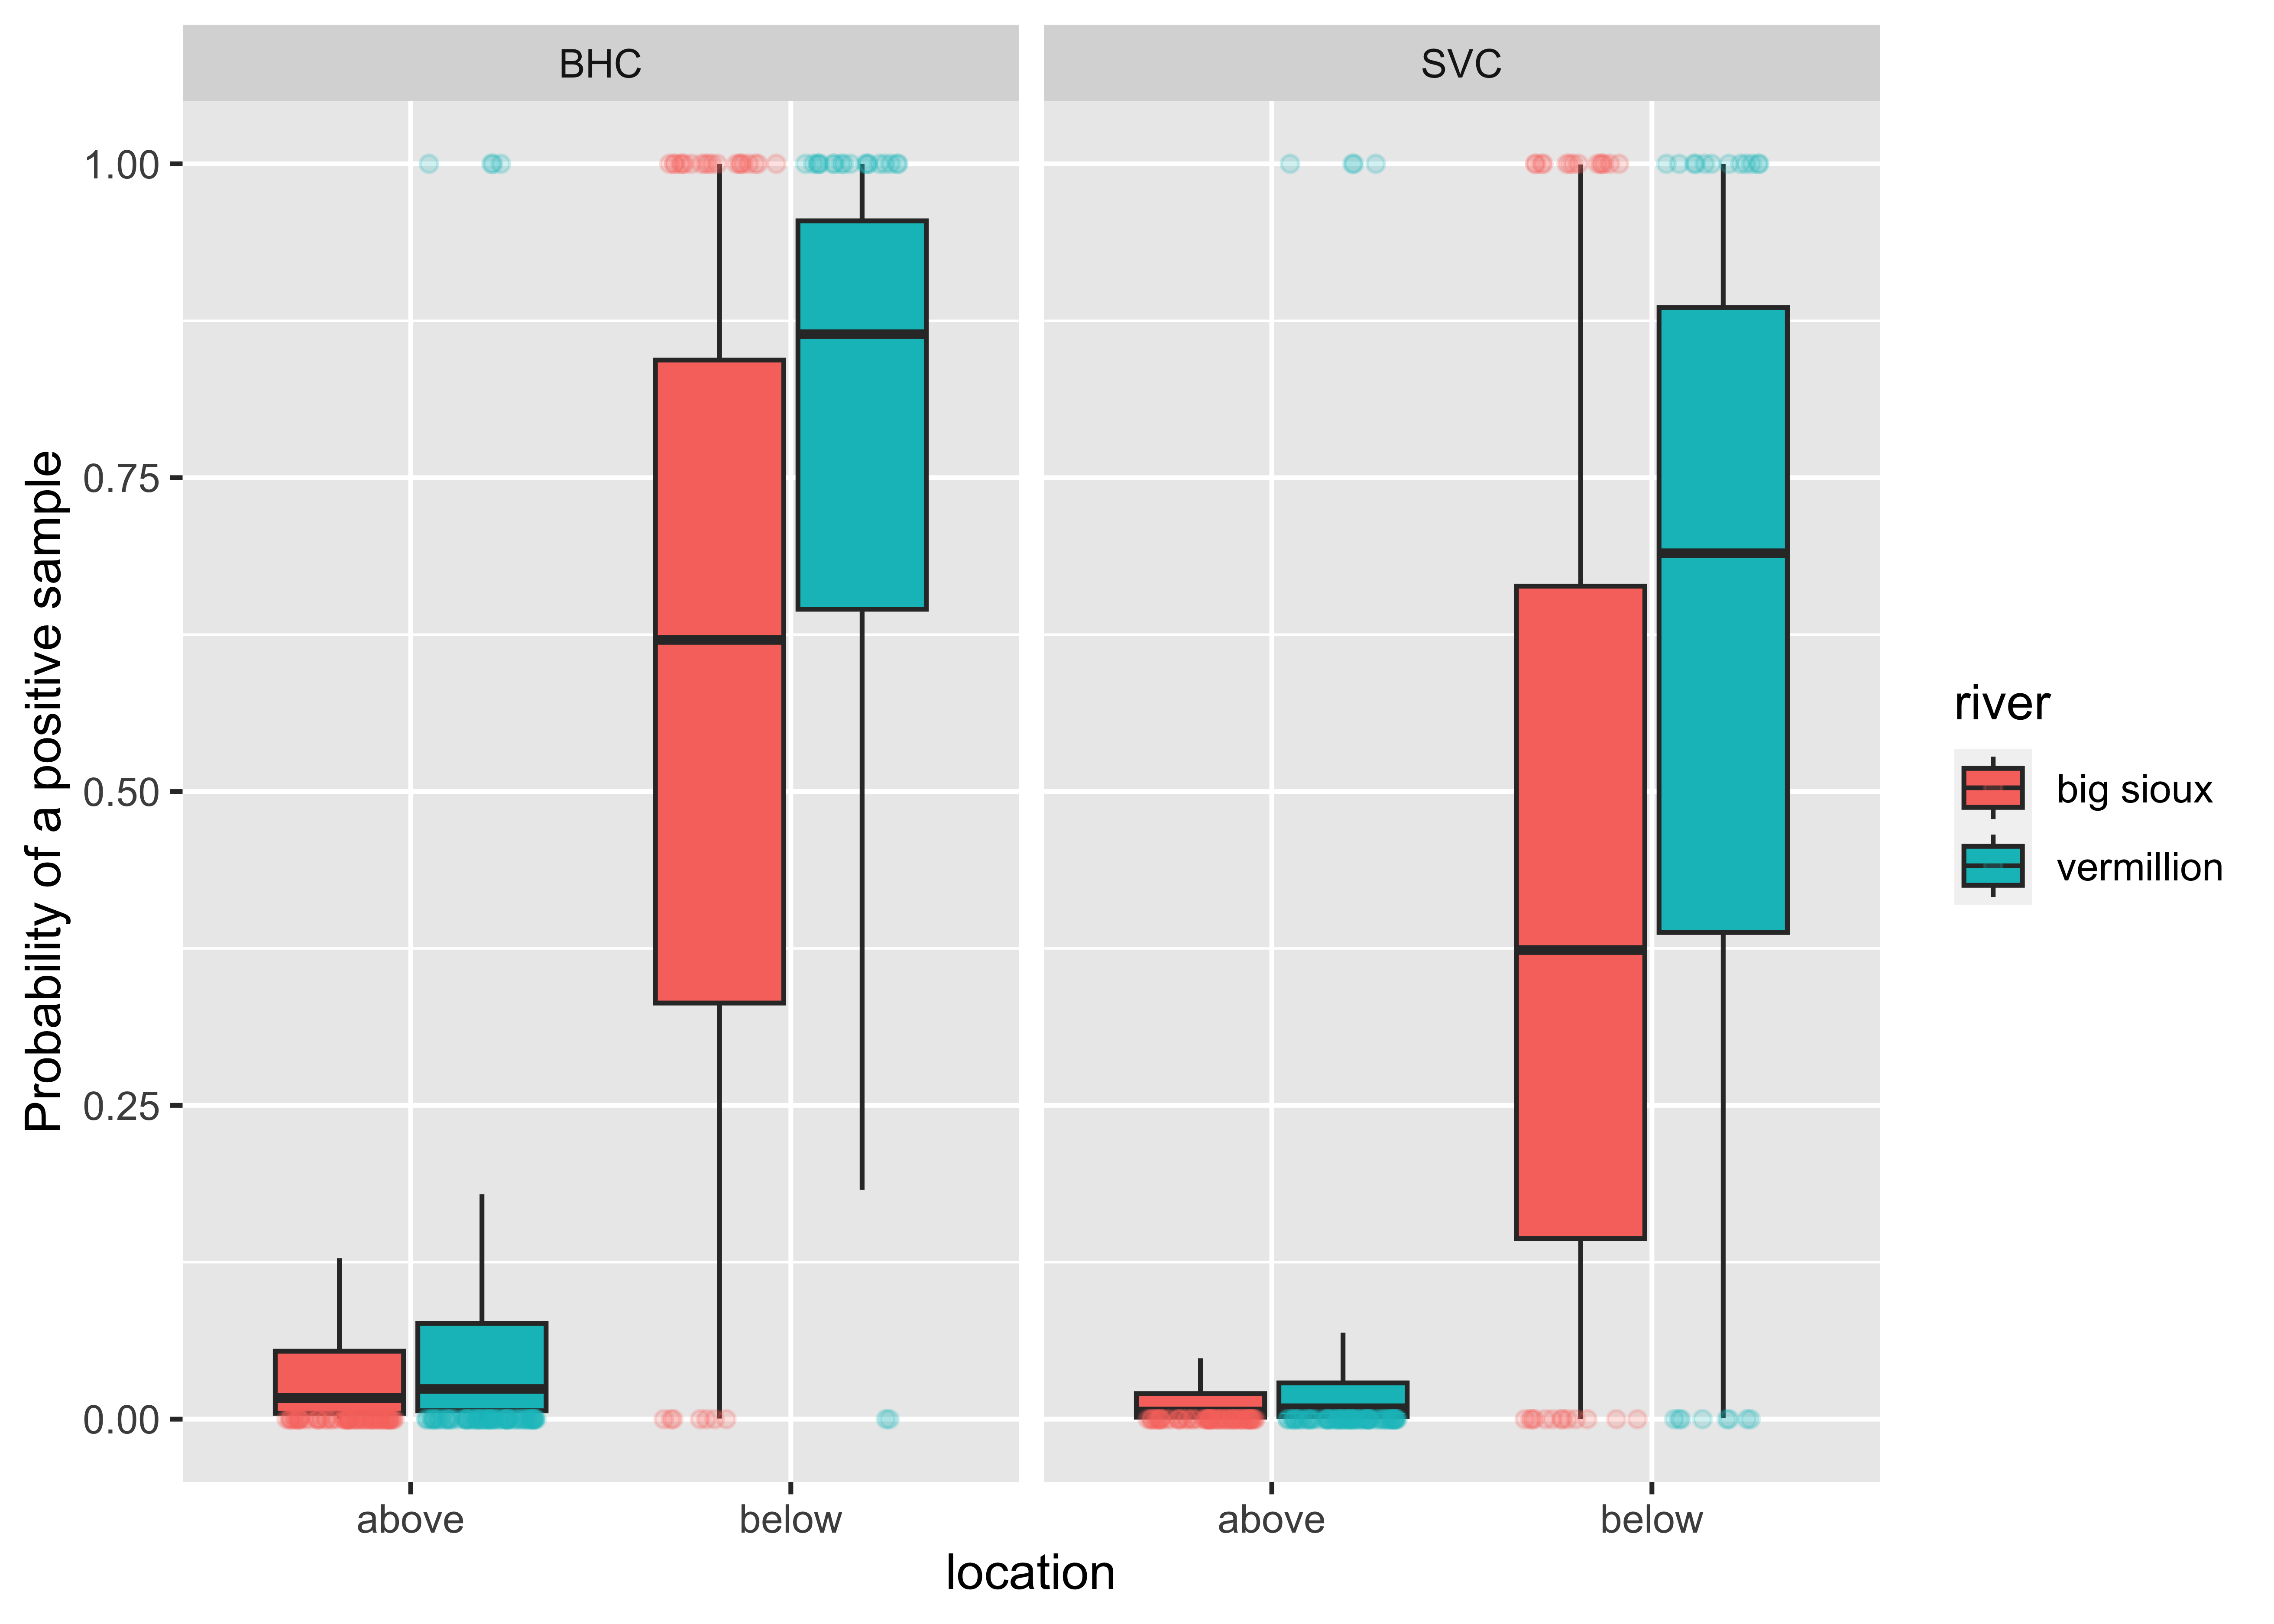 BHC
SVC
Probability of a positive sample
1.00
0.75
0.50
0.25
0.00
above
below
above
below
location
river
big sioux
vermillion